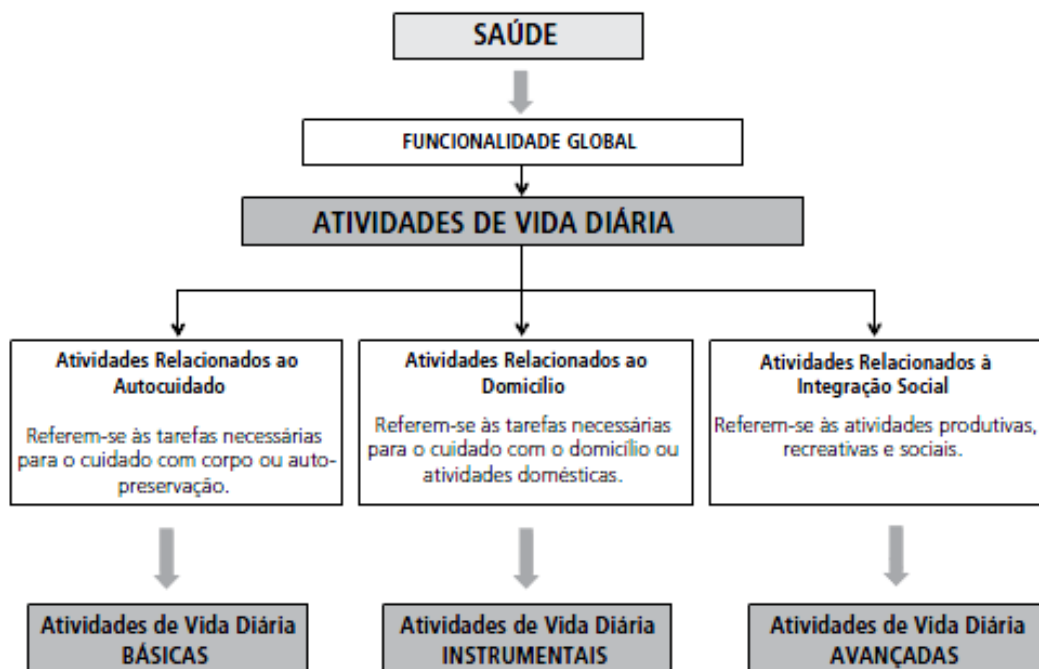 SAÚDE
FUNCIONALIDADE GLOBAL
ATIVIDADES DE VIDA DIÁRIA
Atividades Relacionados ao
Autocuidado
Referem-se às tarefas necessárias
para o cuidado com corpo ou auto-
preservação.
Atividades Relacionados ao
Domicílio
Referem-se às tarefas necessárias
para o cuidado com o domicílio ou
atividades domésticas.
Atividades Relacionados à
Integração Social
Referem-se às atividades produtivas,
recreativas e sociais.
Atividades de Vida Diária
BÁSICAS
Atividades de Vida Diária
INSTRUMENTAIS
Atividades de Vida Diária
AVANÇADAS